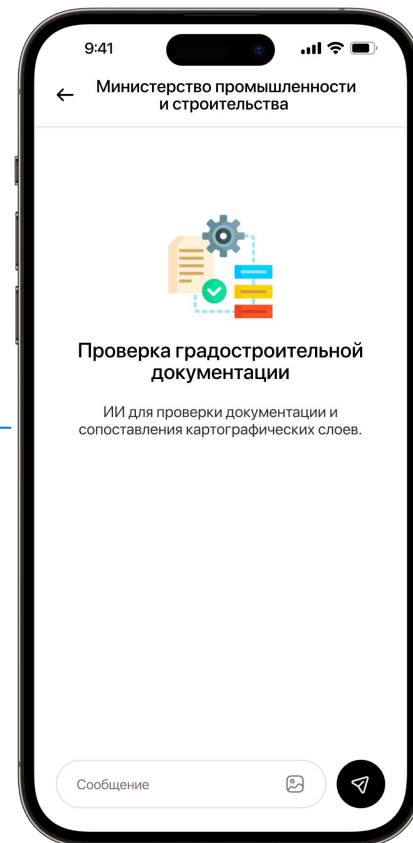 9:41
Министерство промышленности
и строительства
Проверка градостроительной
документации
ИИ для проверки документации и
сопоставления картографических слоев.
Сообщение